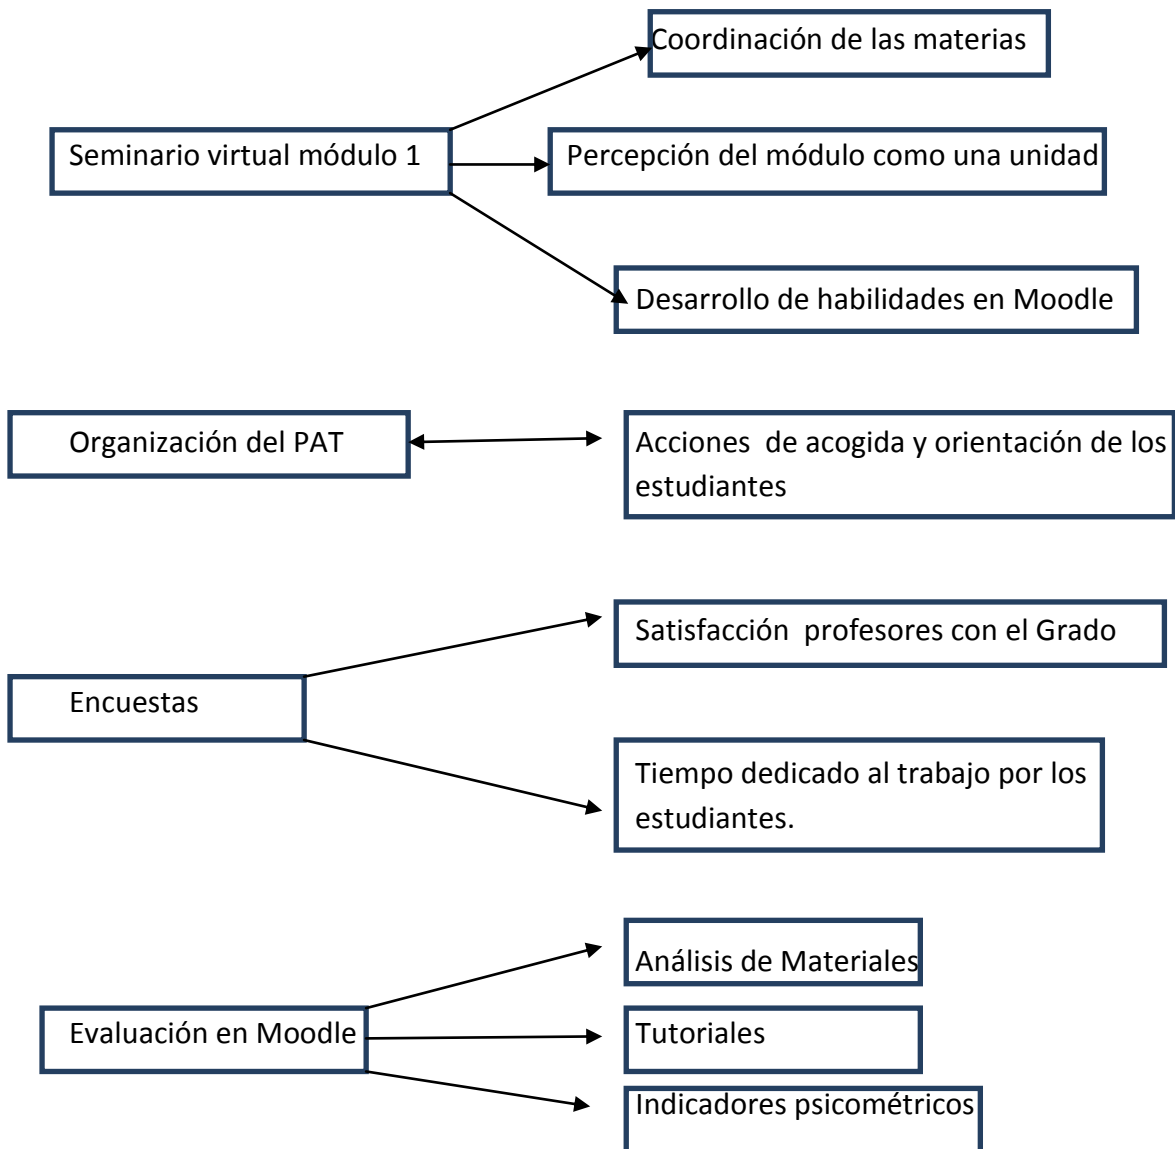 Coordinación de las materias
Seminario virtual módulo 1
Percepción del módulo como una unidad
Desarrollo de habilidades en Moodle
Organización del PAT
Acciones  de acogida y orientación de los
estudiantes
Satisfacción  profesores con el Grado
Encuestas
Tiempo dedicado al trabajo por los
estudiantes.
Análisis de Materiales
Evaluación en Moodle
Tutoriales
Indicadores psicométricos